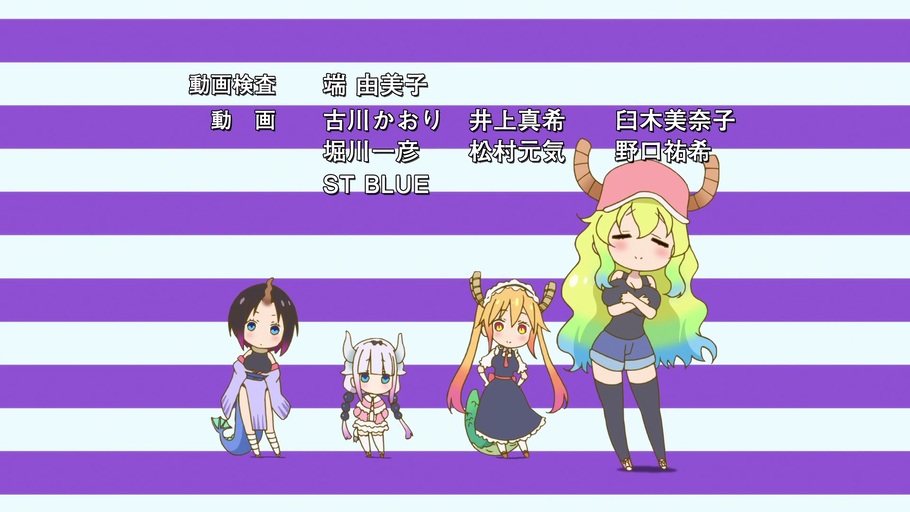 動画検査 端 由美子
動 画 古川かおり 井上真希 臼木美奈子
堀川一彦 松村元気 野口祐希
ST BLUE